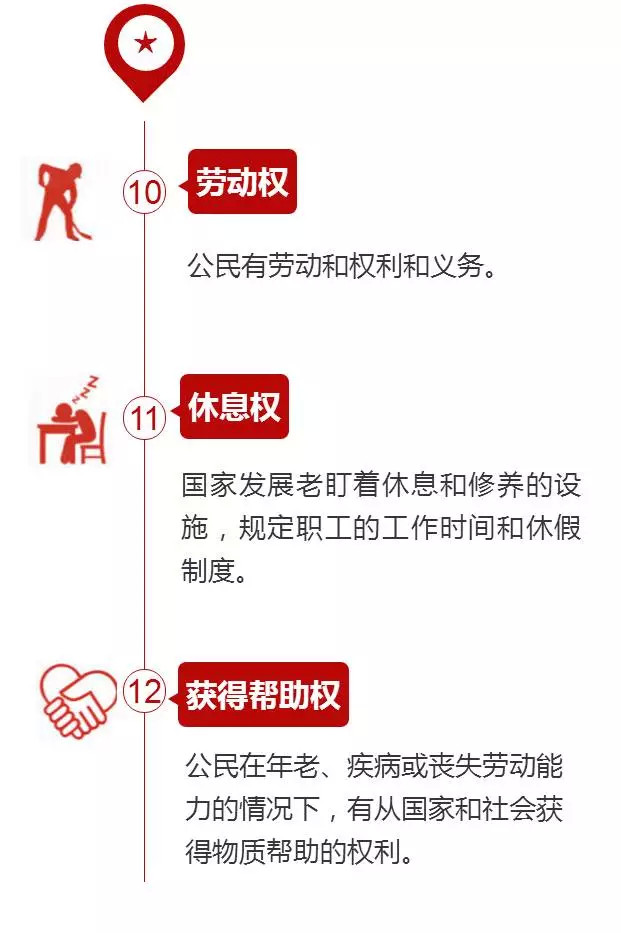 10
劳动权
公民有劳动和权利和义务。
zzz
11
休息权
国家发展老盯着休息和修养的设
施，规定职工的工作时间和休假
制度。
12
获得帮助权
公民在年老、疾病或丧失劳动能
力的情况下，有从国家和社会获
得物质帮助的权利。